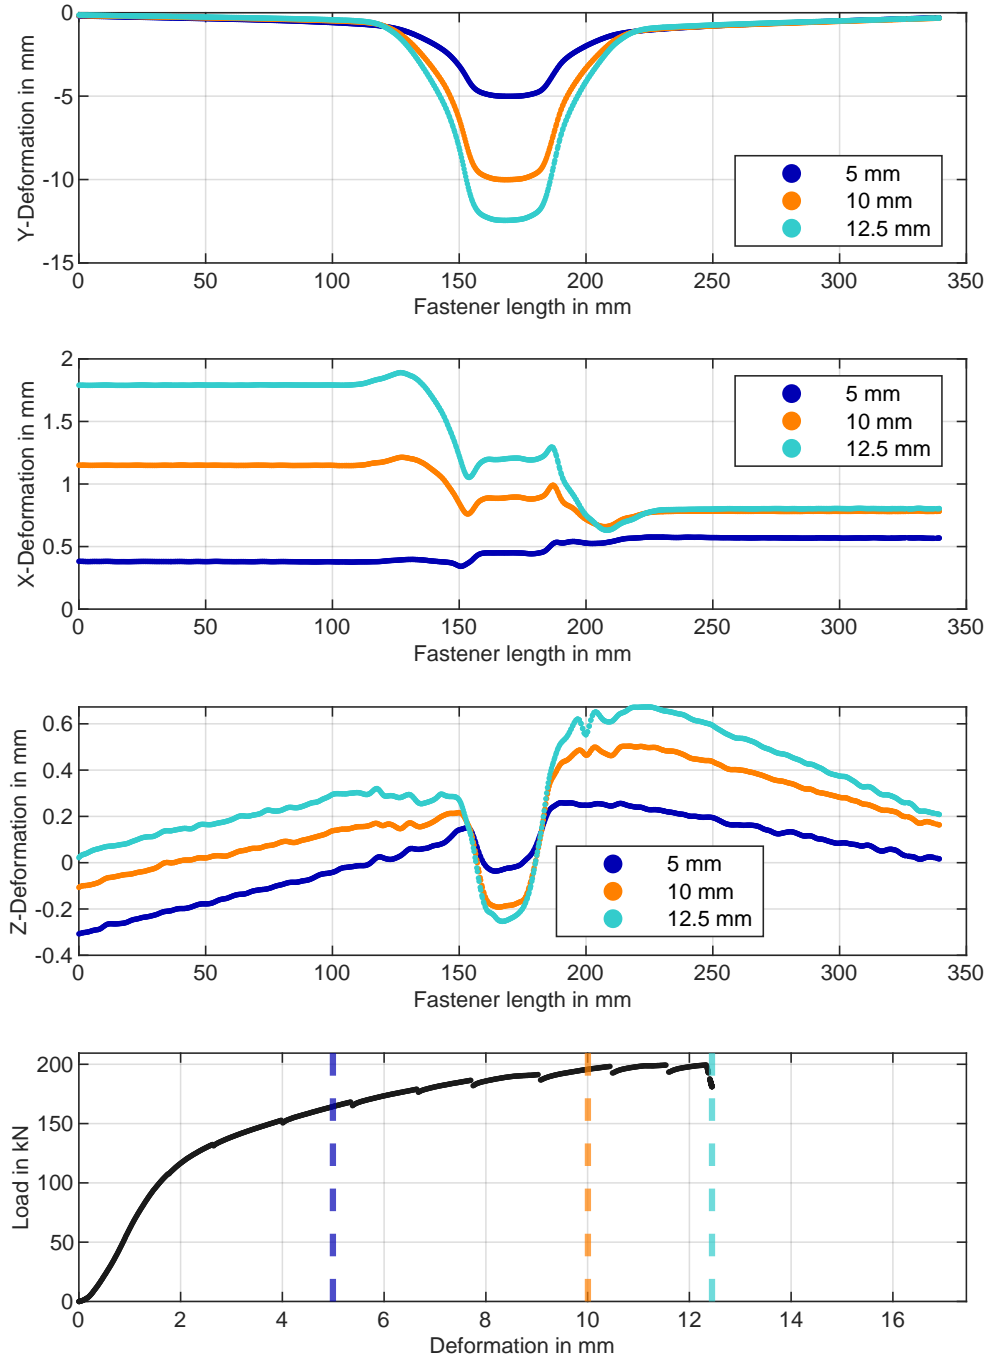 0
-5
-10
-15
Y-Deformation in mm
5 mm
10 mm
12.5 mm
0 50 100 150 200 250 300 350
Fastener length in mm
2
1.5
1
0.5
0
X-Deformation in mm
5 mm
10 mm
12.5 mm
0 50 100 150 200 250 300 350
Fastener length in mm
0.6
0.4
0.2
0
-0.2
-0.4
Z-Deformation in mm
5 mm
10 mm
12.5 mm
0 50 100 150 200 250 300 350
Fastener length in mm
200
150
100
50
0
Load in kN
0 2 4 6 8 10 12 14 16
Deformation in mm